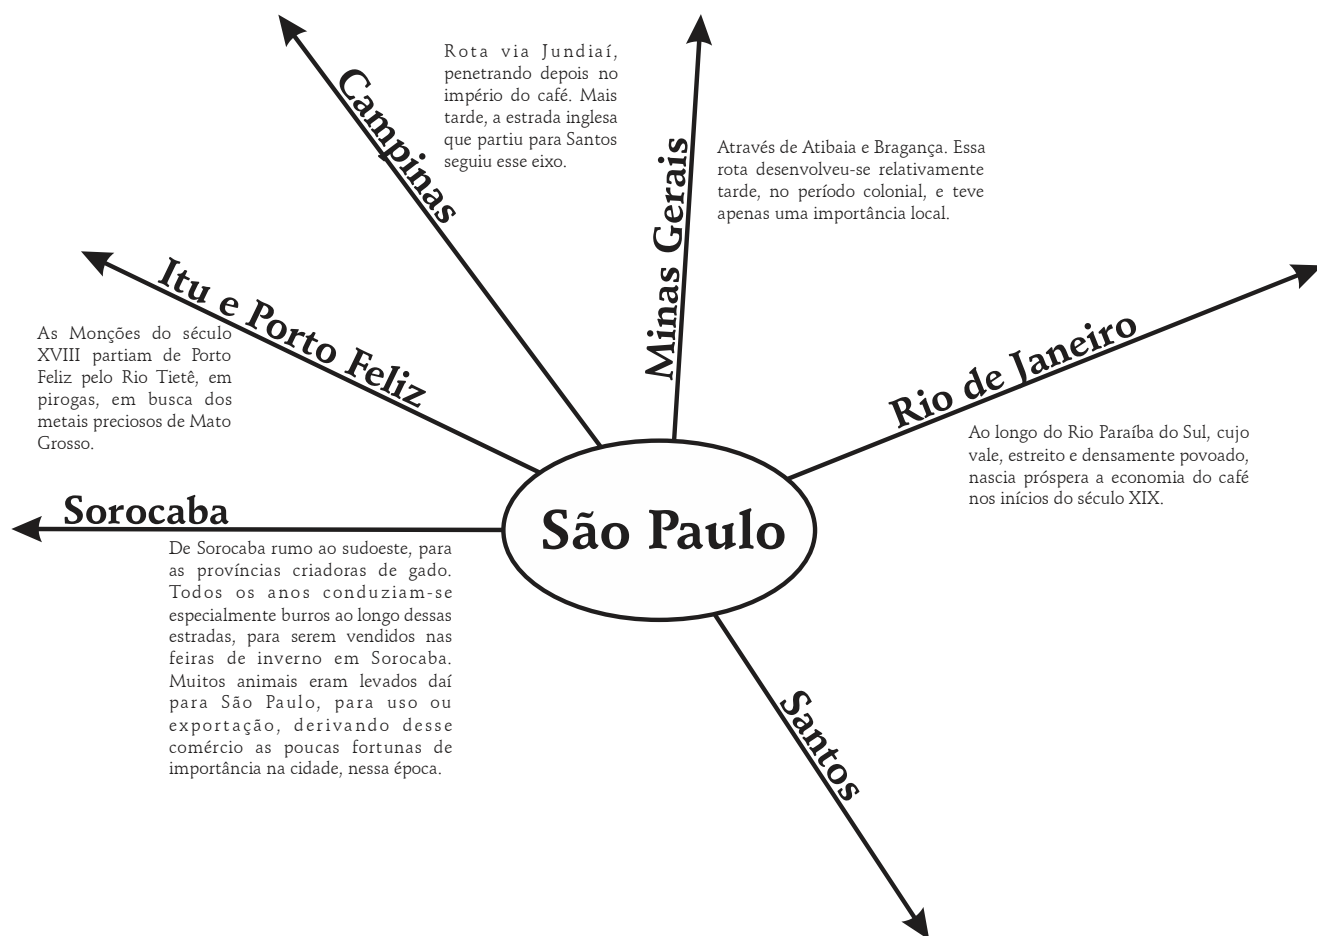 Campinas
Rota via Jundiaí,
penetrando depois no
império do café. Mais
tarde, a estrada inglesa
que partiu para Santos
seguiu esse eixo.
Minas Gerais
Através de Atibaia e Bragança. Essa
rota desenvolveu-se relativamente
tarde, no período colonial, e teve
apenas uma importância local.
Itu e Porto Feliz
As Monções do século
XVIII partiam de Porto
Feliz pelo Rio Tietê, em
pirogas, em busca dos
metais preciosos de Mato
Grosso.
Rio de Janeiro
Ao longo do Rio Paraíba do Sul, cujo
vale, estreito e densamente povoado,
nascia próspera a economia do café
nos inícios do século XIX.
Sorocaba
De Sorocaba rumo ao sudoeste, para
as províncias criadoras de gado.
Todos os anos conduziam-se
especialmente burros ao longo dessas
estradas, para serem vendidos nas
feiras de inverno em Sorocaba.
Muitos animais eram levados daí
para São Paulo, para uso ou
exportação, derivando desse
comércio as poucas fortunas de
importância na cidade, nessa época.
São Paulo
Santos